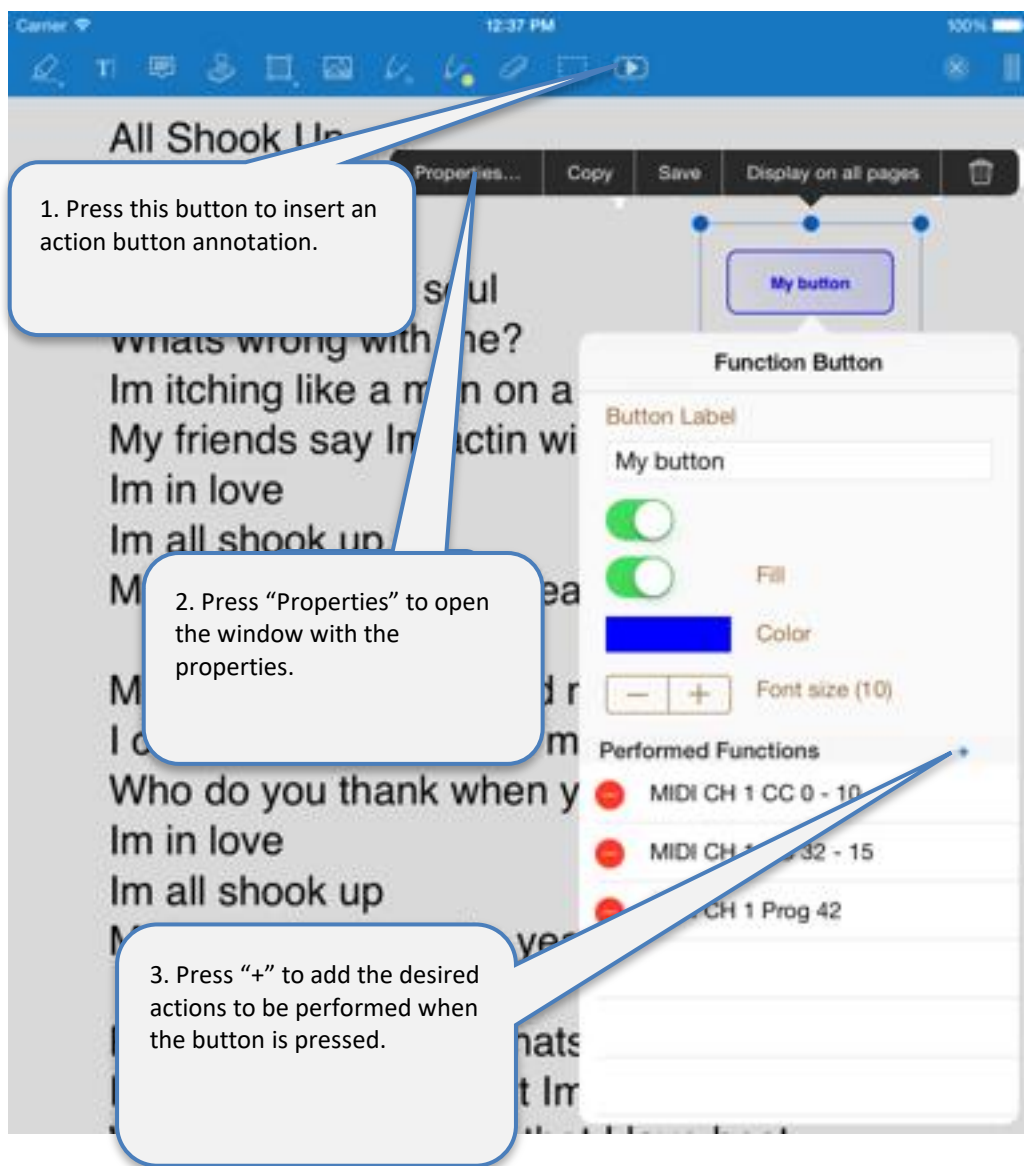 Carrier
12:37 PM
100%
T
All Shook Up
Properties...
Copy
Save
Display on all pages
1. Press this button to insert an
action button annotation.
My button
soul
Whats wrong with me?
Im itching like a man on a
My friends say Im actin wi
Im in love
Im all shook up
M
ea
2. Press “Properties” to open
the window with the
properties.
Function Button
Button Label
My button
Fill
Color
− + Font size (10)
Performed Functions +
MIDI CH 1 CC 0 - 10
MIDI CH 1 32 - 15
CH 1 Prog 42
M
d r
I c
m
Who do you thank when y
Im in love
Im all shook up
M
yea
3. Press “+” to add the desired
actions to be performed when
the button is pressed.
hats
t Im